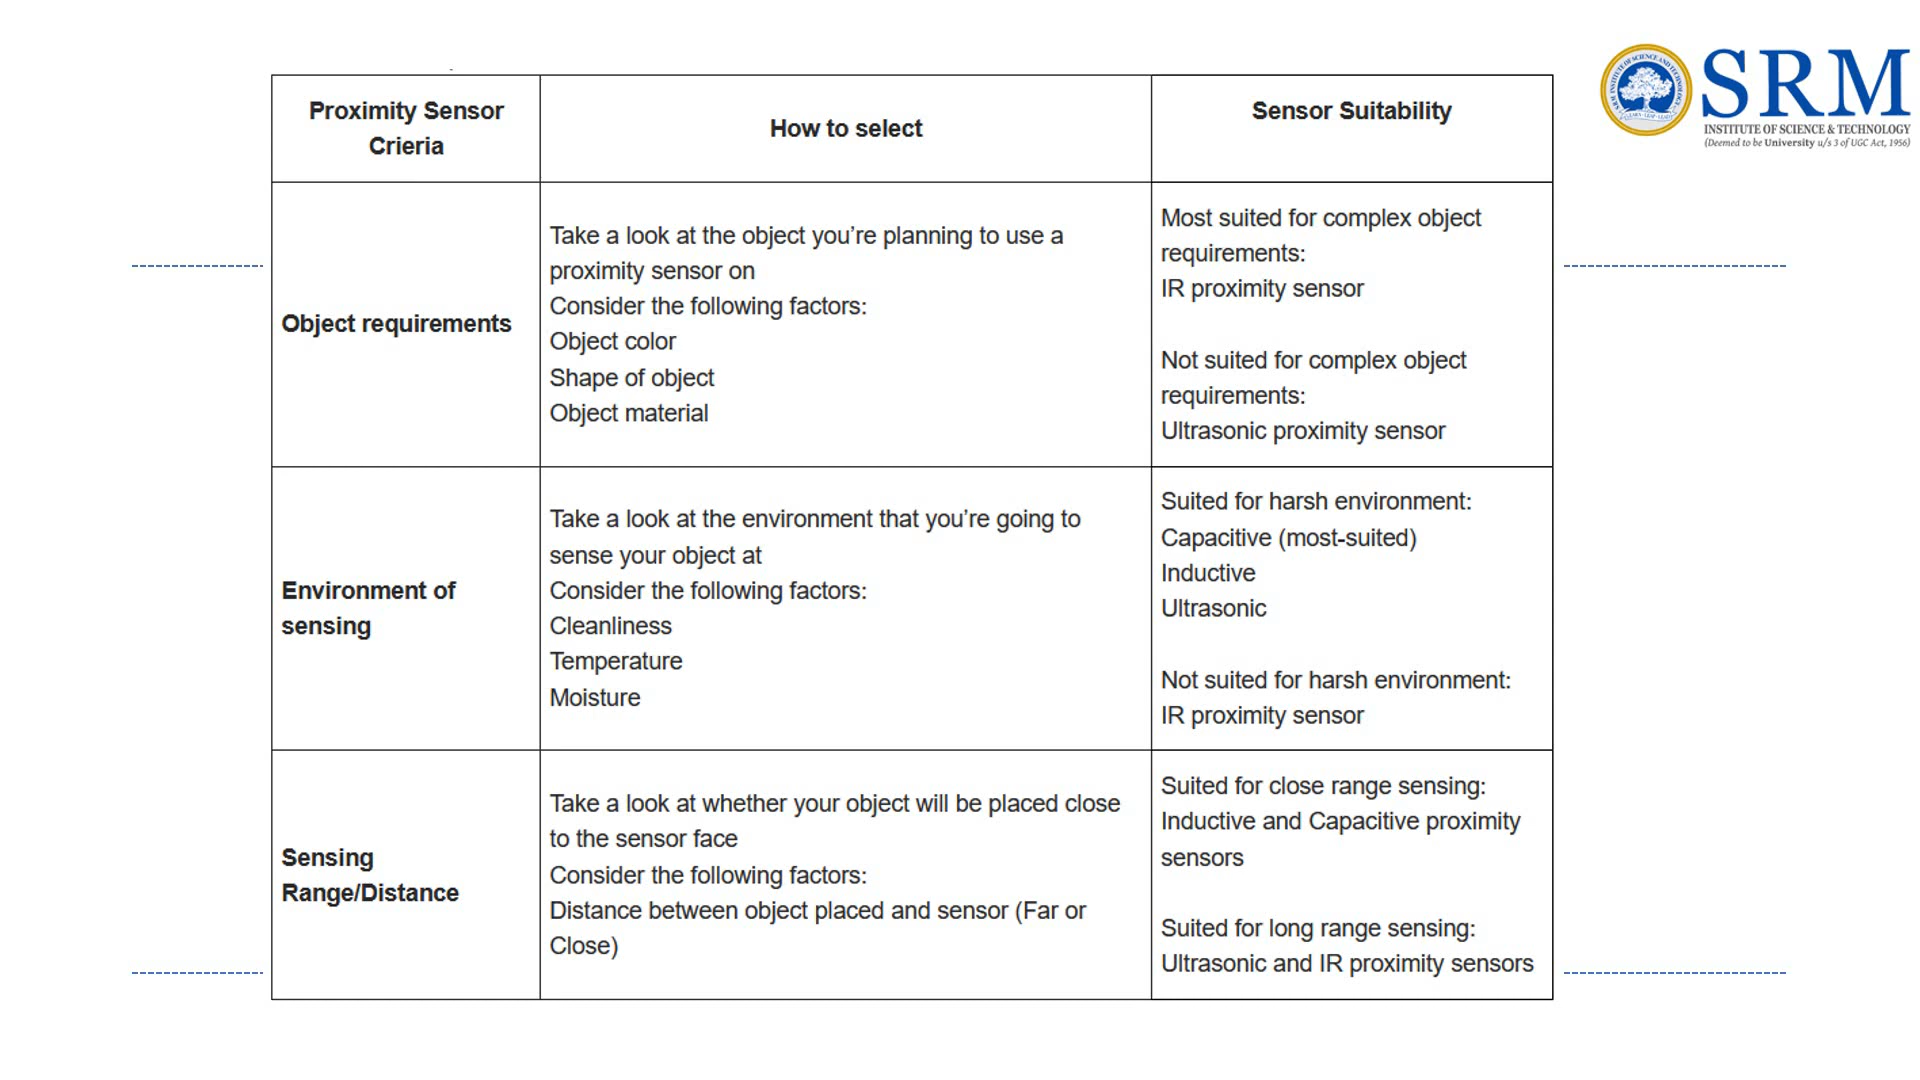 SRM
INSTITUTE OF SCIENCE & TECHNOLOGY
(Deemed to be University u/s 3 of UGC Act, 1956)
Proximity Sensor
Crieria
How to select
Sensor Suitability
Object requirements
Take a look at the object you’re planning to use a
proximity sensor on
Consider the following factors:
Object color
Shape of object
Object material
Most suited for complex object
requirements:
IR proximity sensor
Not suited for complex object
requirements:
Ultrasonic proximity sensor
Environment of
sensing
Take a look at the environment that you’re going to
sense your object at
Consider the following factors:
Cleanliness
Temperature
Moisture
Suited for harsh environment:
Capacitive (most-suited)
Inductive
Ultrasonic
Not suited for harsh environment:
IR proximity sensor
Sensing
Range/Distance
Take a look at whether your object will be placed close
to the sensor face
Consider the following factors:
Distance between object placed and sensor (Far or
Close)
Suited for close range sensing:
Inductive and Capacitive proximity
sensors
Suited for long range sensing:
Ultrasonic and IR proximity sensors